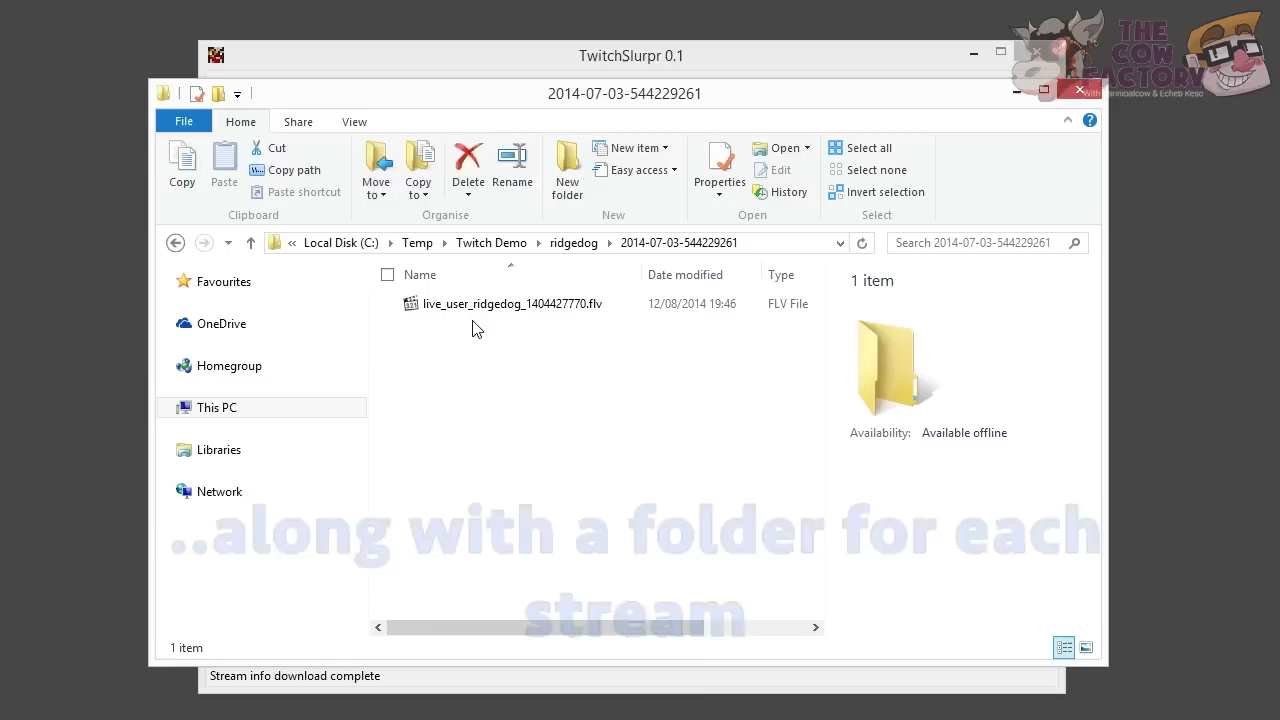 TwitchSlurpr 0.1
THE
COW
FACTORY
2014-07-03-544229261
File
Home
Share
View
Copy
Paste
Cut
Copy path
Paste shortcut
Clipboard
Move to
Copy to
Delete
Rename
Organise
New folder
New item
Easy access
New
Properties
Open
Edit
History
Open
Select all
Select none
Invert selection
Select
« Local Disk (C:) Temp Twitch Demo ridgedog 2014-07-03-544229261
Search 2014-07-03-544229261
Favourites
OneDrive
Homegroup
This PC
Libraries
Network
Name Date modified Type
live_user_ridgedog_1404427770.flv 12/08/2014 19:46 FLV File
1 item
Availability: Available offline
..along with a folder for each
stream
1 item
Stream info download complete